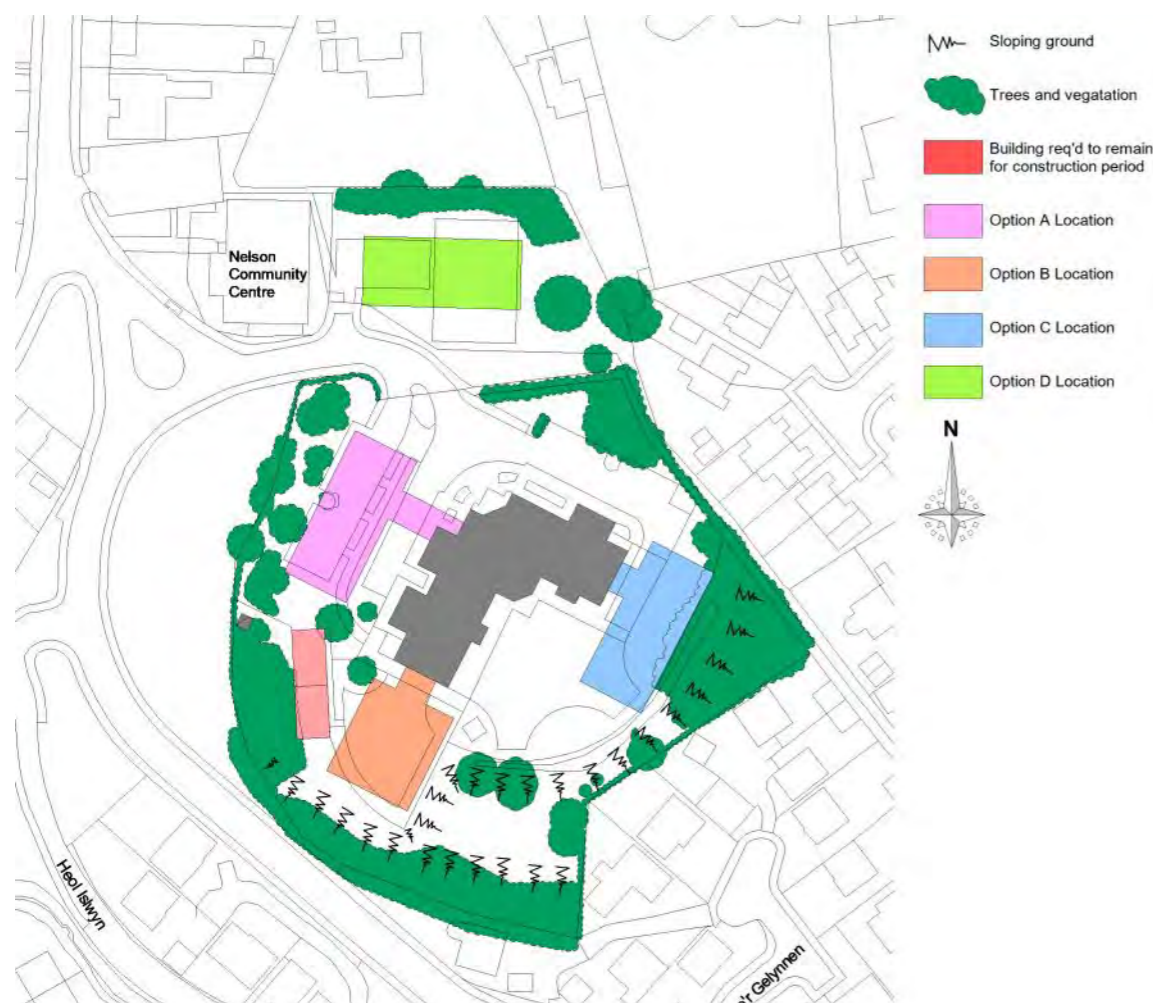 Sloping ground
Trees and vegatation
Building req'd to remain
for construction period
Option A Location
Option B Location
Option C Location
Option D Location
N
Nelson
Community
Centre
Heol Islwyn
'r Gelynnen